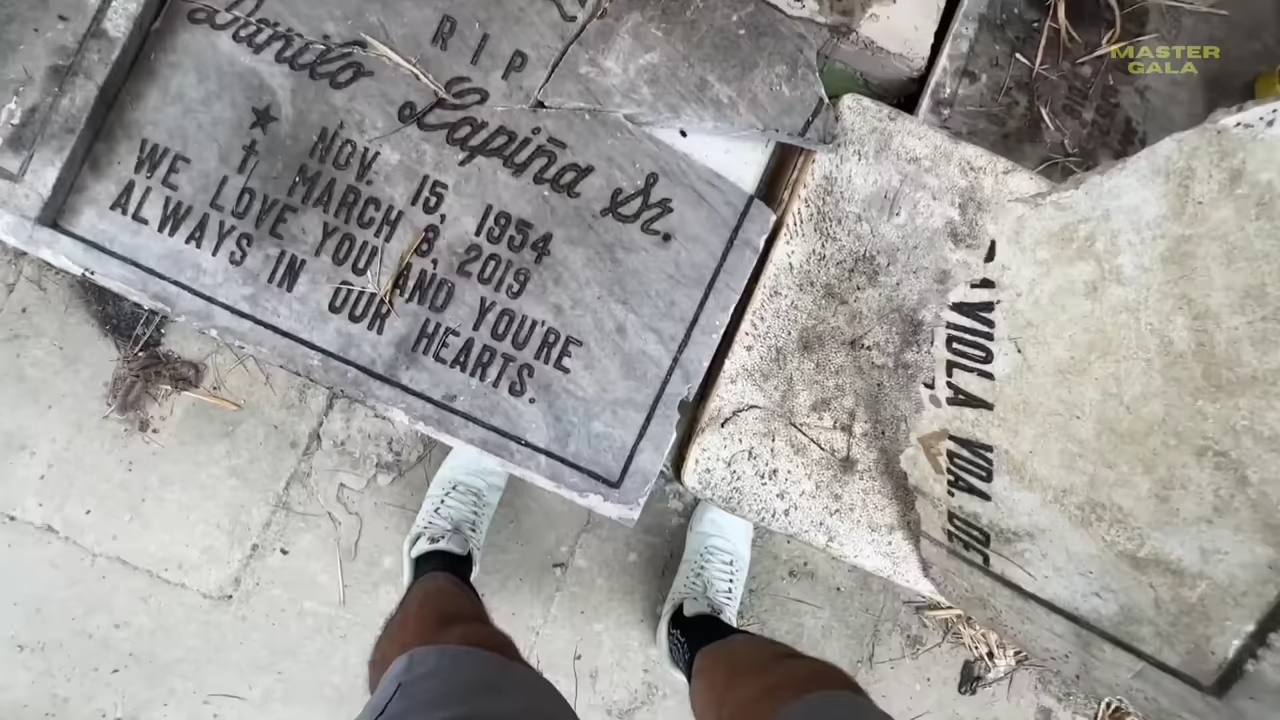 RIP
Danilo Lapiña Sr.
NOV. 15, 1954
MARCH 8, 2019
WE LOVE YOU AND YOU'RE
ALWAYS IN OUR HEARTS.
VIOLA VDA. DE
MASTER
GALA